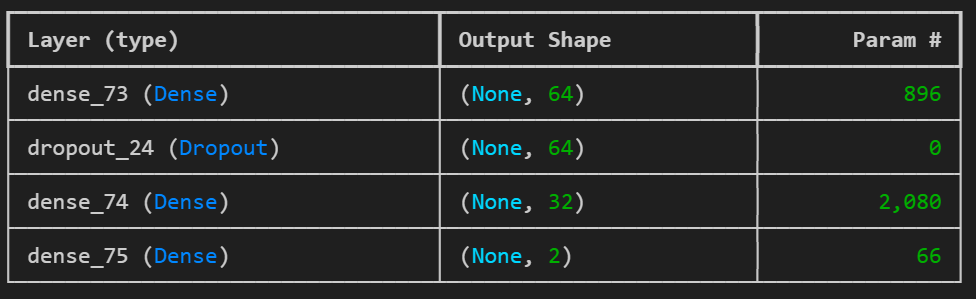 Layer (type) Output Shape Param #
dense_73 (Dense) (None, 64) 896
dropout_24 (Dropout) (None, 64) 0
dense_74 (Dense) (None, 32) 2,080
dense_75 (Dense) (None, 2) 66